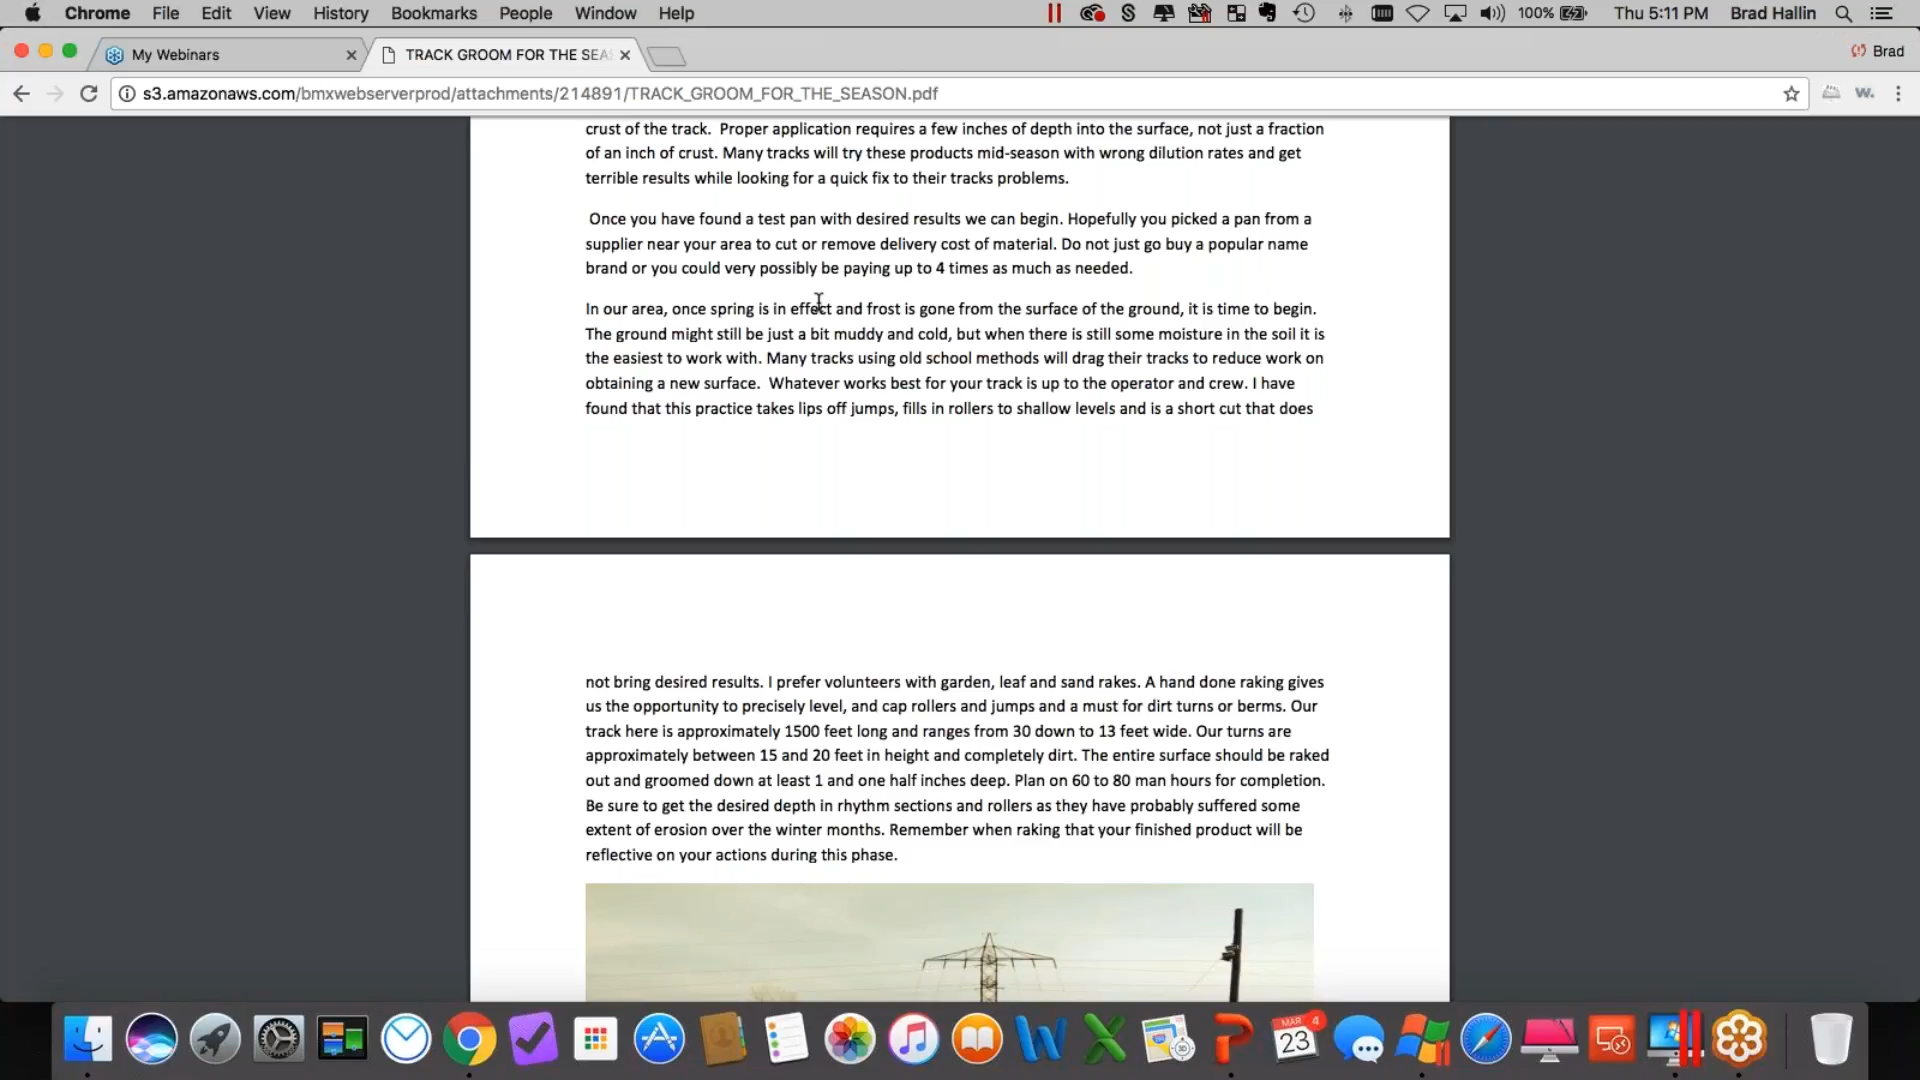 Chrome File Edit View History Bookmarks People Window Help 100% Thu 5:11 PM Brad Hallin
My Webinars TRACK GROOM FOR THE SEA Brad
s3.amazonaws.com/bmxwebserverprod/attachments/214891/TRACK_GROOM_FOR_THE_SEASON.pdf W.
crust of the track.  Proper application requires a few inches of depth into the surface, not just a fraction
of an inch of crust. Many tracks will try these products mid-season with wrong dilution rates and get
terrible results while looking for a quick fix to their tracks problems.
Once you have found a test pan with desired results we can begin. Hopefully you picked a pan from a
supplier near your area to cut or remove delivery cost of material. Do not just go buy a popular name
brand or you could very possibly be paying up to 4 times as much as needed.
In our area, once spring is in effect and frost is gone from the surface of the ground, it is time to begin.
The ground might still be just a bit muddy and cold, but when there is still some moisture in the soil it is
the easiest to work with. Many tracks using old school methods will drag their tracks to reduce work on
obtaining a new surface.  Whatever works best for your track is up to the operator and crew. I have
found that this practice takes lips off jumps, fills in rollers to shallow levels and is a short cut that does
not bring desired results. I prefer volunteers with garden, leaf and sand rakes. A hand done raking gives
us the opportunity to precisely level, and cap rollers and jumps and a must for dirt turns or berms. Our
track here is approximately 1500 feet long and ranges from 30 down to 13 feet wide. Our turns are
approximately between 15 and 20 feet in height and completely dirt. The entire surface should be raked
out and groomed down at least 1 and one half inches deep. Plan on 60 to 80 man hours for completion.
Be sure to get the desired depth in rhythm sections and rollers as they have probably suffered some
extent of erosion over the winter months. Remember when raking that your finished product will be
reflective on your actions during this phase.
MAR 4
23